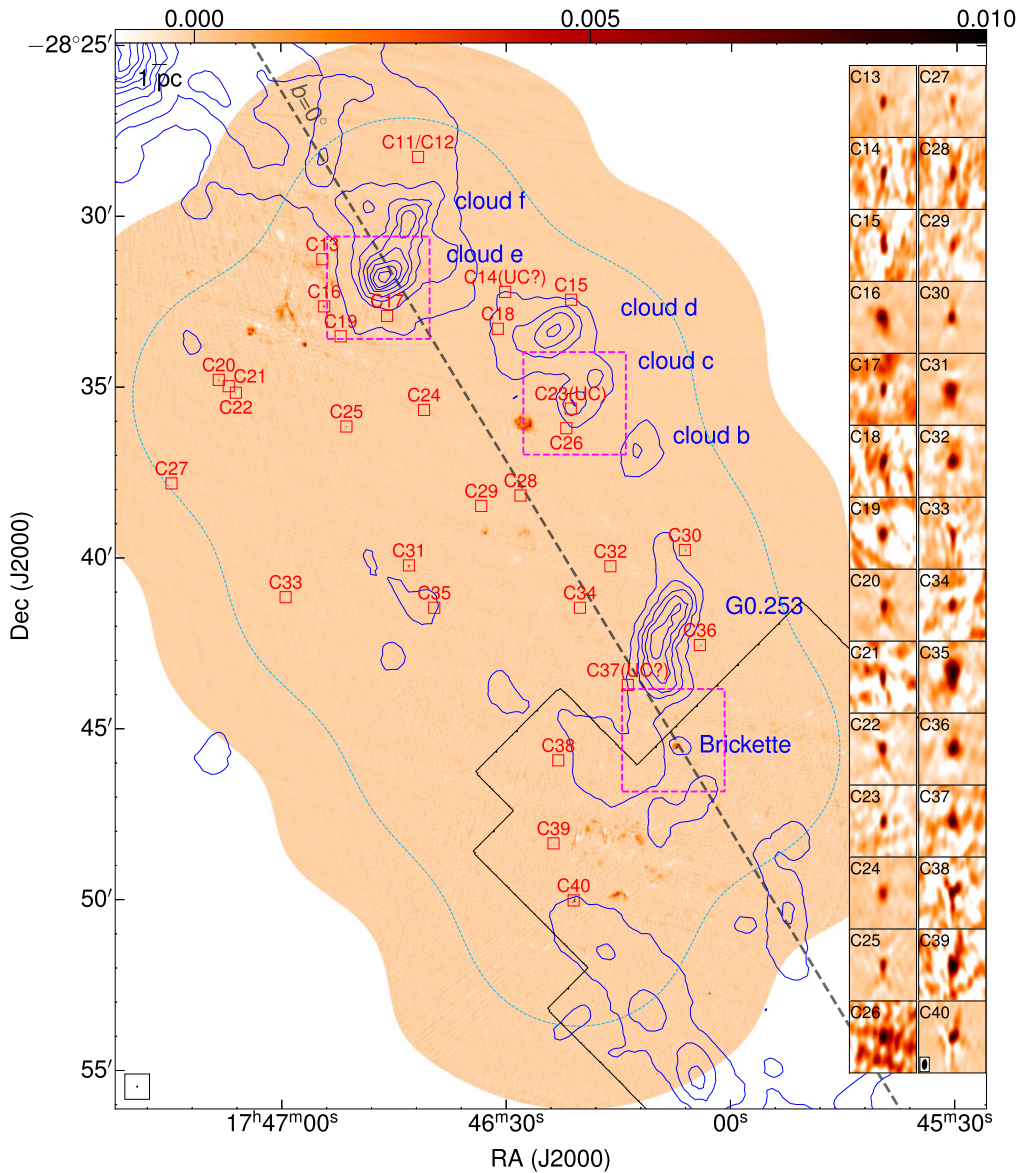 0.000 0.005 0.010
−28°25′
30′
35′
40′
45′
50′
55′
Dec (J2000)
1 pc
b=0°
C11/C12
cloud f
C13
cloud e
C14(UC?)
C15
C16
C17
C18
cloud d
C19
cloud c
C20
C21
C22
C23(UC)
C24
C25
C26
cloud b
C27
C28
C29
C30
C31
C32
C33
C34
C35
G0.253
C36
C37(UC?)
Brickette
C38
C39
C40
C13 C27
C14 C28
C15 C29
C16 C30
C17 C31
C18 C32
C19 C33
C20 C34
C21 C35
C22 C36
C23 C37
C24 C38
C25 C39
C26 C40
17ʰ47ᵐ00ˢ 46ᵐ30ˢ 00ˢ 45ᵐ30ˢ
RA (J2000)